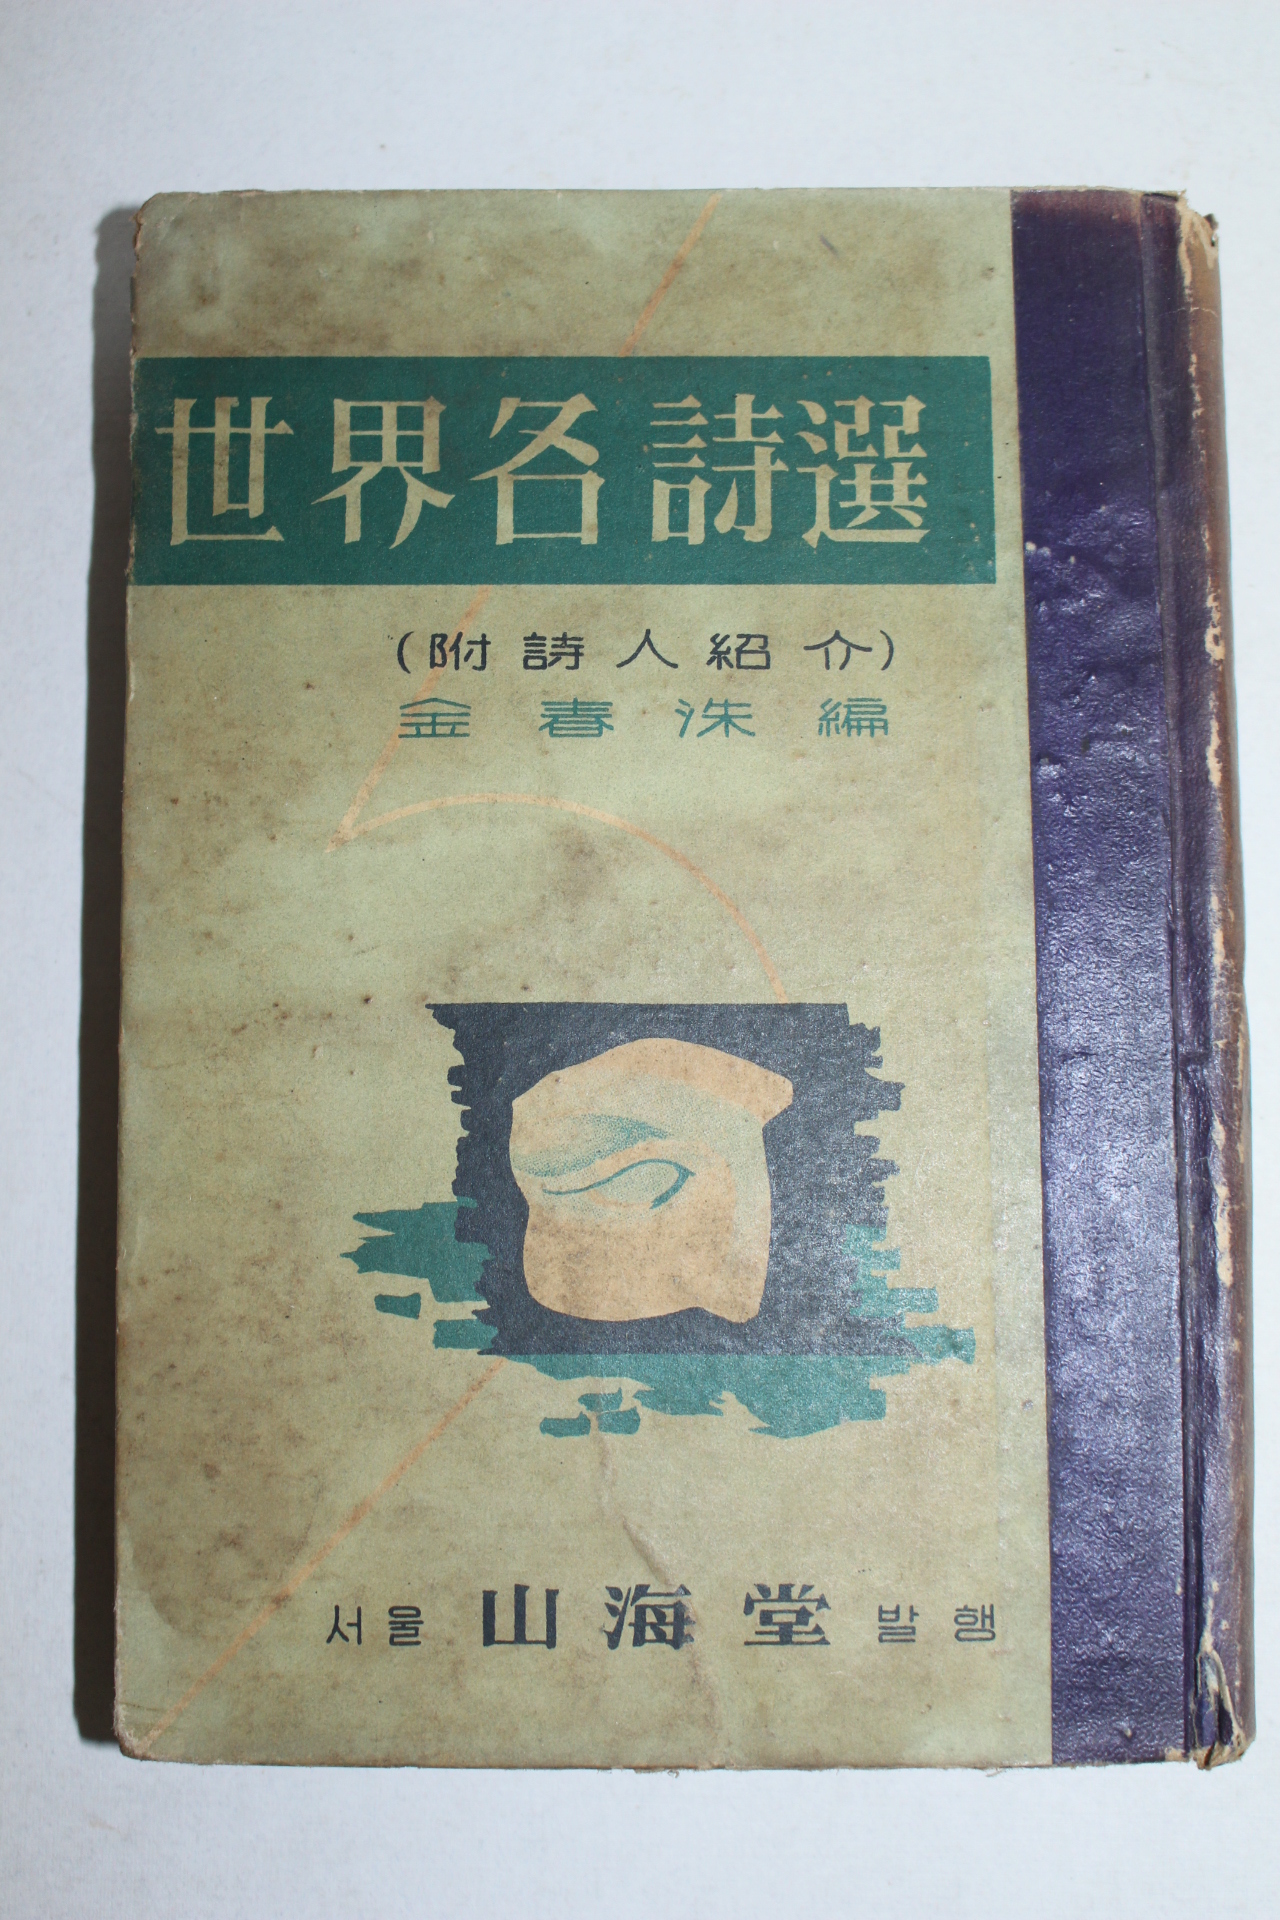 世界名詩選
(附詩人紹介)
金春洙編
서울 山海堂 발행